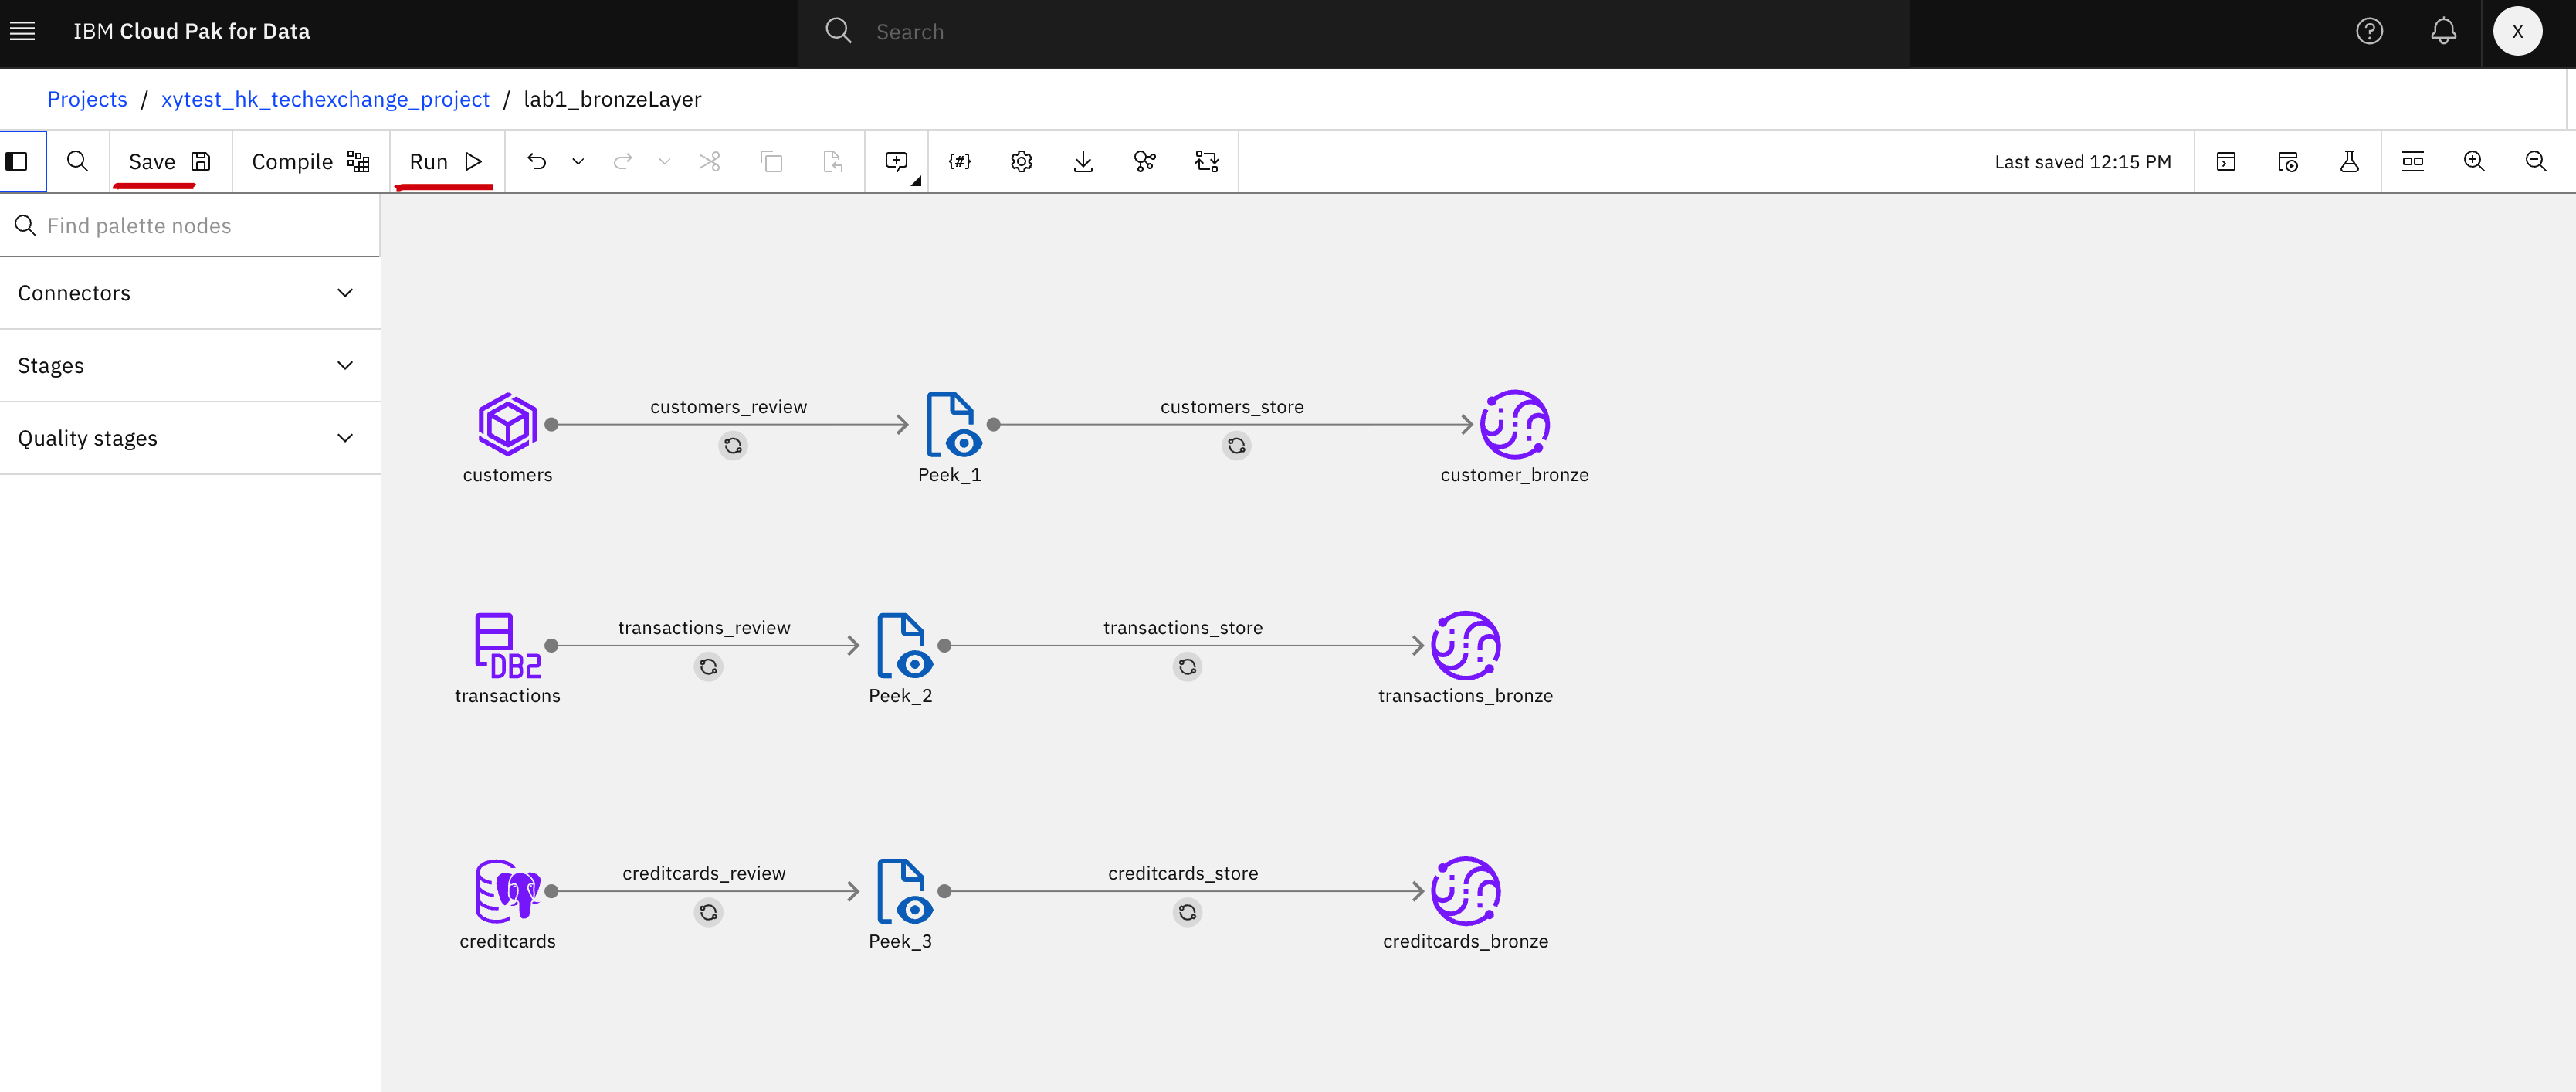 IBM Cloud Pak for Data
Search
X
Projects / xytest_hk_techexchange_project / lab1_bronzeLayer
Save
Compile
Run
{#}
Last saved 12:15 PM
Find palette nodes
Connectors
Stages
Quality stages
customers_review
customers_store
customers
Peek_1
customer_bronze
transactions_review
transactions_store
DB2
transactions
Peek_2
transactions_bronze
creditcards_review
creditcards_store
creditcards
Peek_3
creditcards_bronze